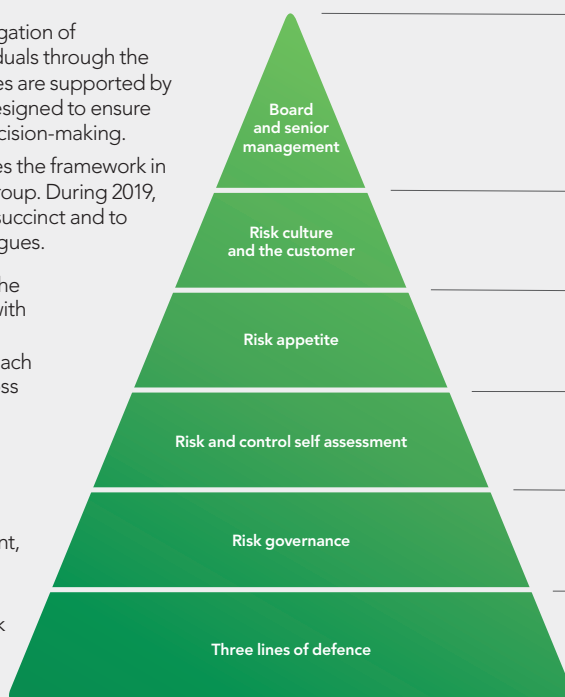 gation of
duals through the
es are supported by
esigned to ensure
cision-making.
es the framework in
roup. During 2019,
succinct and to
gues.
he
with
ach
ss
nt,
k
Board
and senior
management
Risk culture
and the customer
Risk appetite
Risk and control self assessment
Risk governance
Three lines of defence